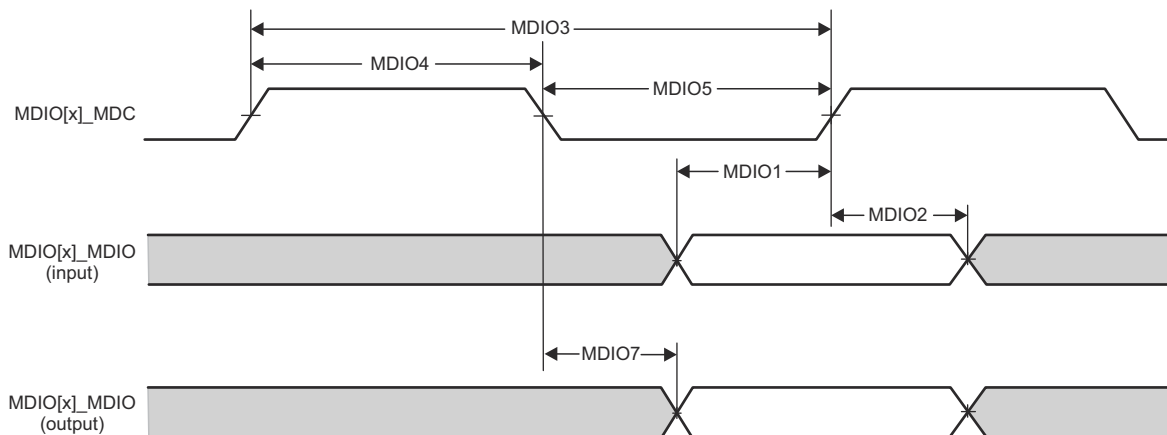 MDIO3
MDIO4
MDIO5
MDIO[x]_MDC
MDIO1
MDIO2
MDIO[x]_MDIO
(input)
MDIO7
MDIO[x]_MDIO
(output)